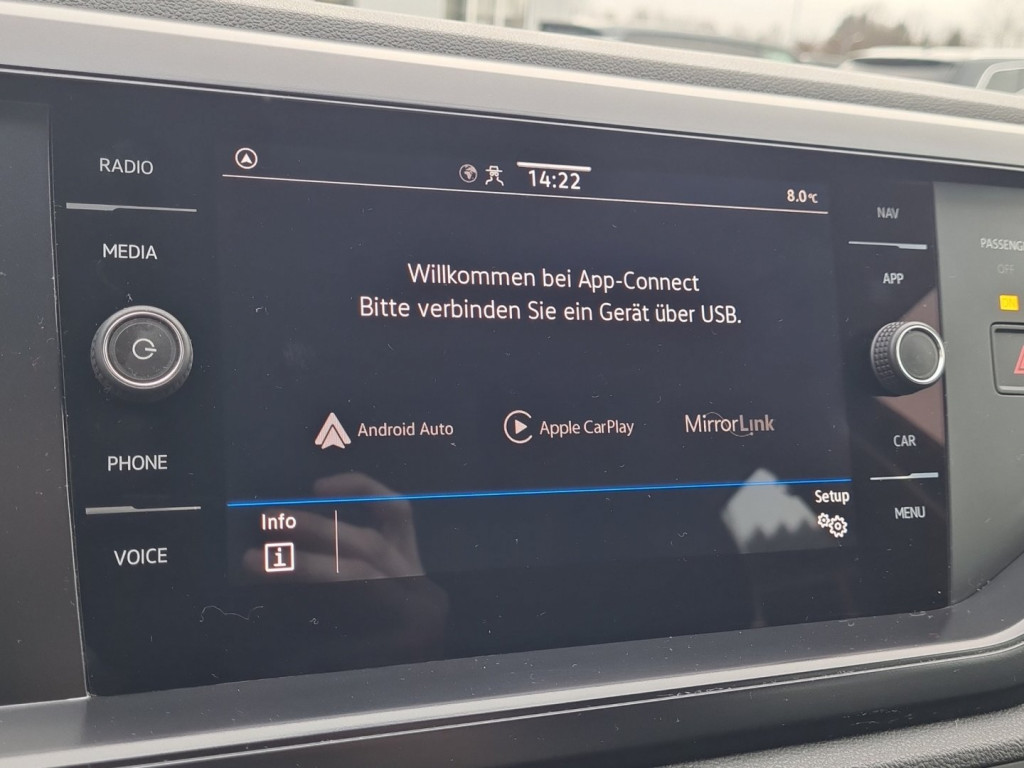 RADIO
MEDIA
PHONE
VOICE
14:22
8.0°C
Willkommen bei App-Connect
Bitte verbinden Sie ein Gerät über USB.
Android Auto
Apple CarPlay
MirrorLink
Info
i
Setup
NAV
APP
CAR
MENU
OFF